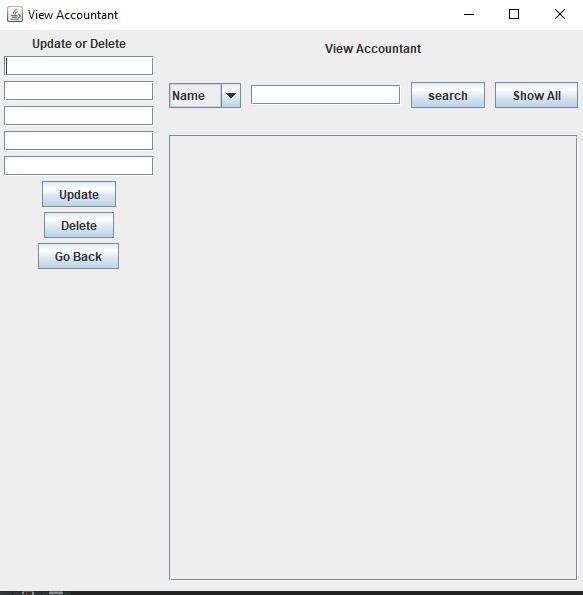 View Accountant
Update or Delete
View Accountant
Name
search
Show All
Update
Delete
Go Back